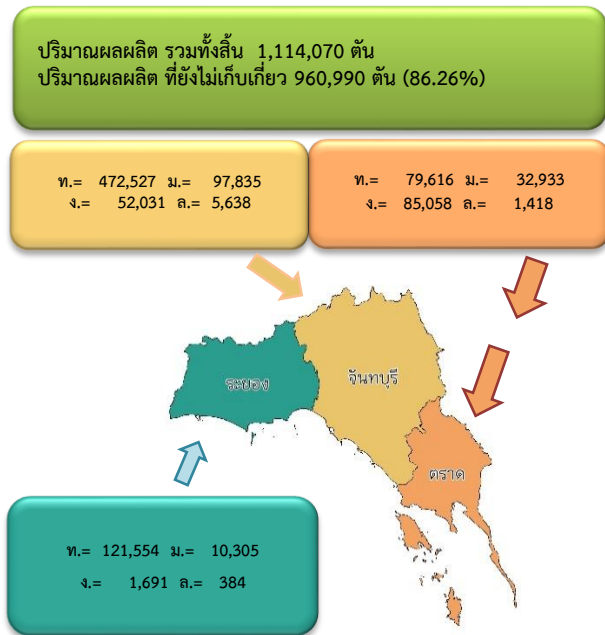 ปริมาณผลผลิต รวมทั้งสิ้น 1,114,070 ตัน
ปริมาณผลผลิต ที่ยังไม่เก็บเกี่ยว 960,990 ตัน (86.26%)
ท.= 472,527 ม.= 97,835
ง.= 52,031 ล.= 5,638
ท.= 79,616 ม.= 32,933
ง.= 85,058 ล.= 1,418
ระยอง
จันทบุรี
ตราด
ท.= 121,554 ม.= 10,305
ง.= 1,691 ล.= 384